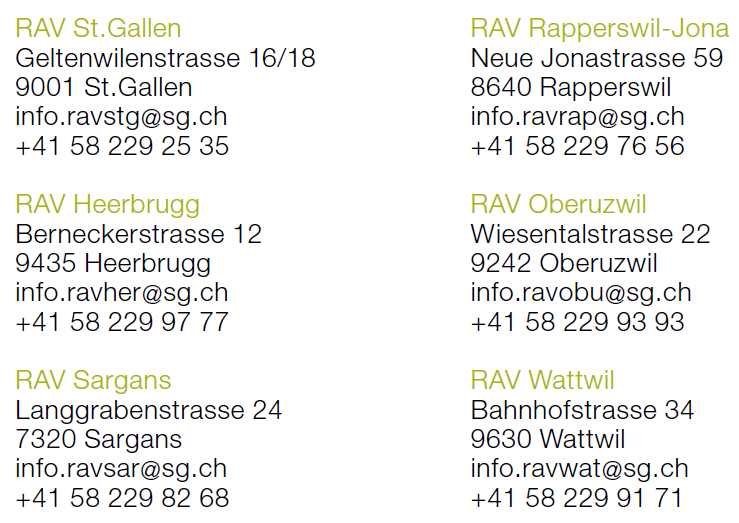 RAV St.Gallen
Geltenwilenstrasse 16/18
9001 St.Gallen
info.ravstg@sg.ch
+41 58 229 25 35
RAV Heerbrugg
Berneckerstrasse 12
9435 Heerbrugg
info.ravher@sg.ch
+41 58 229 97 77
RAV Sargans
Langgrabenstrasse 24
7320 Sargans
info.ravsar@sg.ch
+41 58 229 82 68
RAV Rapperswil-Jona
Neue Jonastrasse 59
8640 Rapperswil
info.ravrap@sg.ch
+41 58 229 76 56
RAV Oberuzwil
Wiesentalstrasse 22
9242 Oberuzwil
info.ravobu@sg.ch
+41 58 229 93 93
RAV Wattwil
Bahnhofstrasse 34
9630 Wattwil
info.ravwat@sg.ch
+41 58 229 91 71